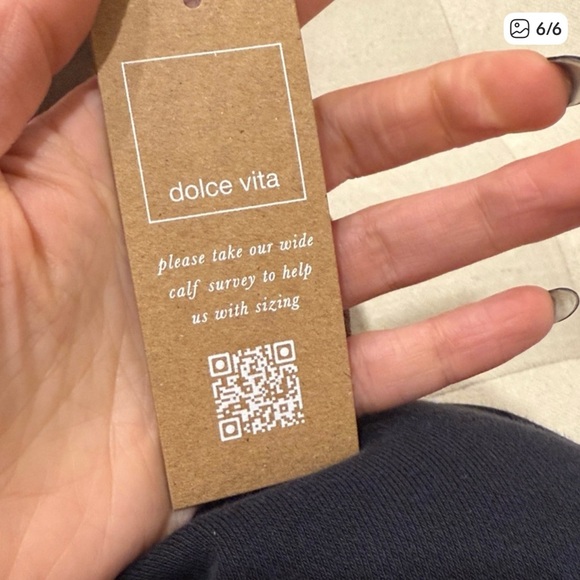 6/6
dolce vita
please take our wide
calf survey to help
us with sizing